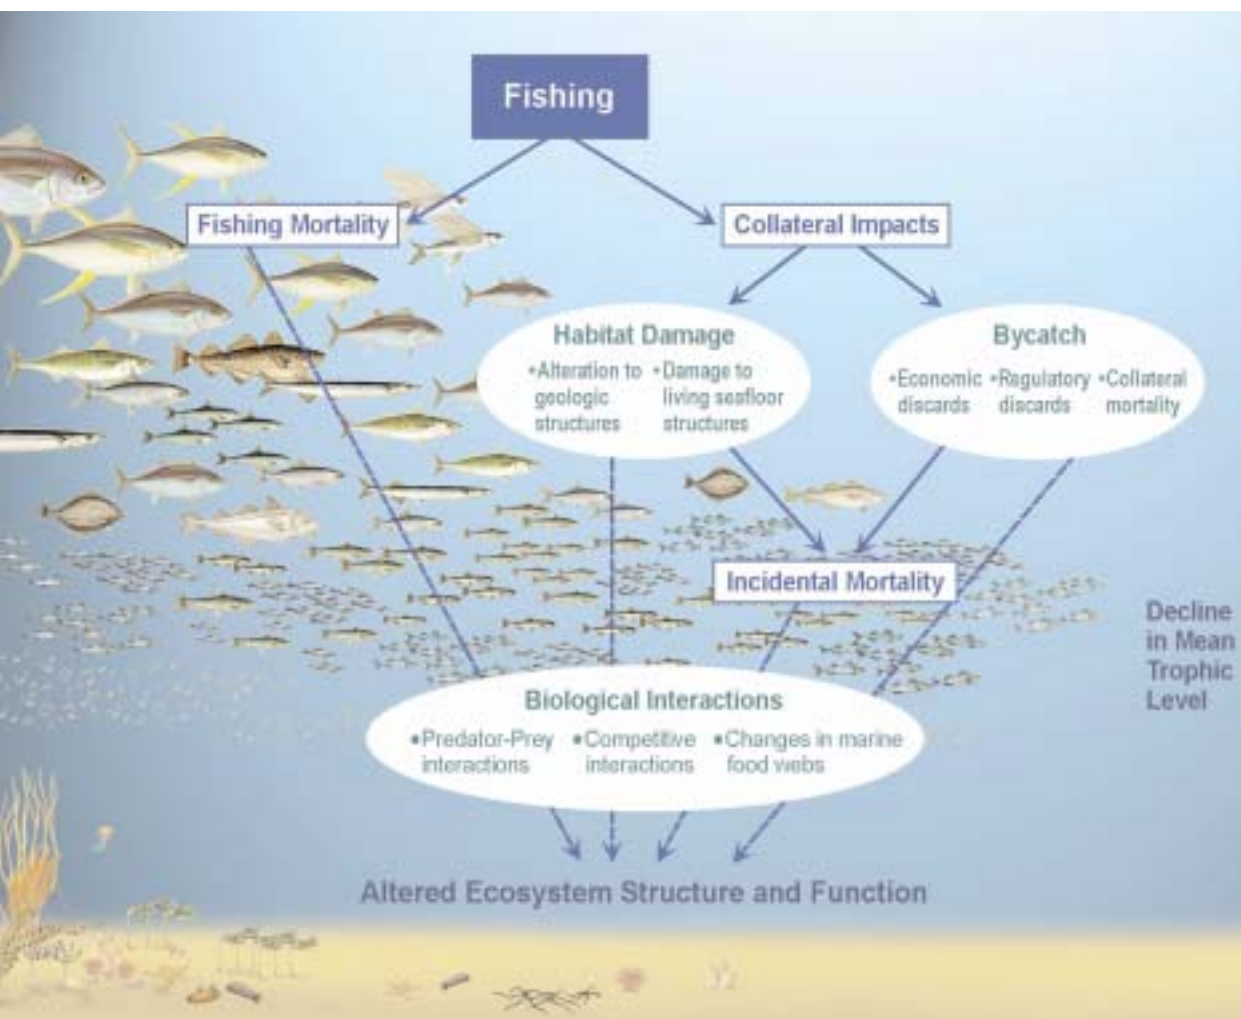 Fishing
Fishing Mortality
Collateral Impacts
Habitat Damage
•Alteration to
geologic
structures
•Damage to
living seafloor
structures
Bycatch
•Economic
discards
•Regulatory
discards
•Collateral
mortality
Incidental Mortality
Decline
in Mean
Trophic
Level
Biological Interactions
•Predator-Prey
interactions
•Competitive
interactions
•Changes in marine
food webs
Altered Ecosystem Structure and Function